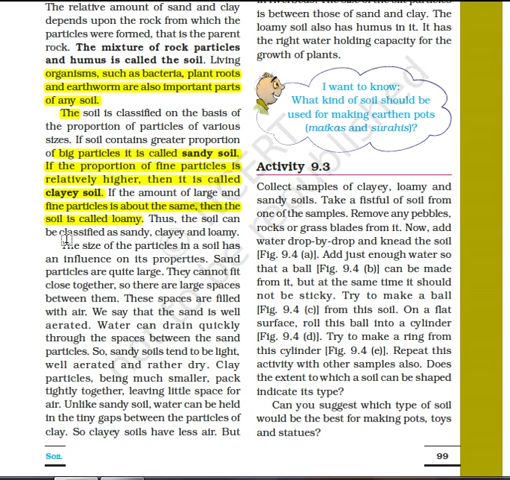 The relative amount of sand and clay
depends upon the rock from which the
particles were formed, that is the parent
rock. The mixture of rock particles
and humus is called the soil. Living
organisms, such as bacteria, plant roots
and earthworm are also important parts
of any soil.
The soil is classified on the basis of
the proportion of particles of various
sizes. If soil contains greater proportion
of big particles it is called sandy soil.
If the proportion of fine particles is
relatively higher, then it is called
clayey soil. If the amount of large and
fine particles is about the same, then the
soil is called loamy. Thus, the soil can
be classified as sandy, clayey and loamy.
The size of the particles in a soil has
an influence on its properties. Sand
particles are quite large. They cannot fit
close together, so there are large spaces
between them. These spaces are filled
with air. We say that the sand is well
aerated. Water can drain quickly
through the spaces between the sand
particles. So, sandy soils tend to be light,
well aerated and rather dry. Clay
particles, being much smaller, pack
tightly together, leaving little space for
air. Unlike sandy soil, water can be held
in the tiny gaps between the particles of
clay. So clayey soils have less air. But
is between those of sand and clay. The
loamy soil also has humus in it. It has
the right water holding capacity for the
growth of plants.
I want to know:
What kind of soil should be
used for making earthen pots
(matkas and surahis)?
Activity 9.3
Collect samples of clayey, loamy and
sandy soils. Take a fistful of soil from
one of the samples. Remove any pebbles,
rocks or grass blades from it. Now, add
water drop-by-drop and knead the soil
[Fig. 9.4 (a)]. Add just enough water so
that a ball [Fig. 9.4 (b)] can be made
from it, but at the same time it should
not be sticky. Try to make a ball
[Fig. 9.4 (c)] from this soil. On a flat
surface, roll this ball into a cylinder
[Fig. 9.4 (d)]. Try to make a ring from
this cylinder [Fig. 9.4 (e)]. Repeat this
activity with other samples also. Does
the extent to which a soil can be shaped
indicate its type?
Can you suggest which type of soil
would be the best for making pots, toys
and statues?
SOIL
99